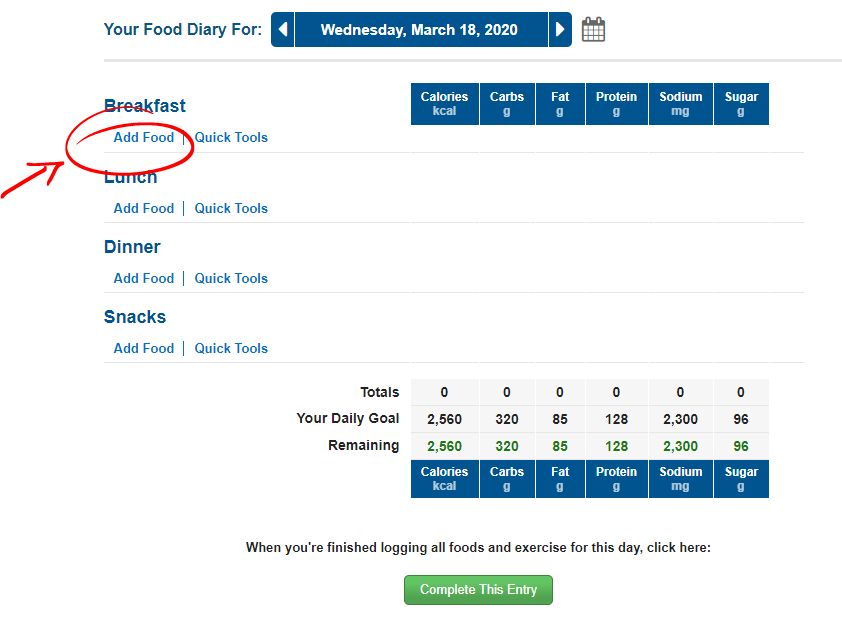 Your Food Diary For: Wednesday, March 18, 2020
Breakfast Calories Carbs Fat Protein Sodium Sugar
kcal g g g mg g
Add Food | Quick Tools
Lunch
Add Food | Quick Tools
Dinner
Add Food | Quick Tools
Snacks
Add Food | Quick Tools
Totals 0 0 0 0 0 0
Your Daily Goal 2,560 320 85 128 2,300 96
Remaining 2,560 320 85 128 2,300 96
Calories Carbs Fat Protein Sodium Sugar
kcal g g g mg g
When you're finished logging all foods and exercise for this day, click here:
Complete This Entry